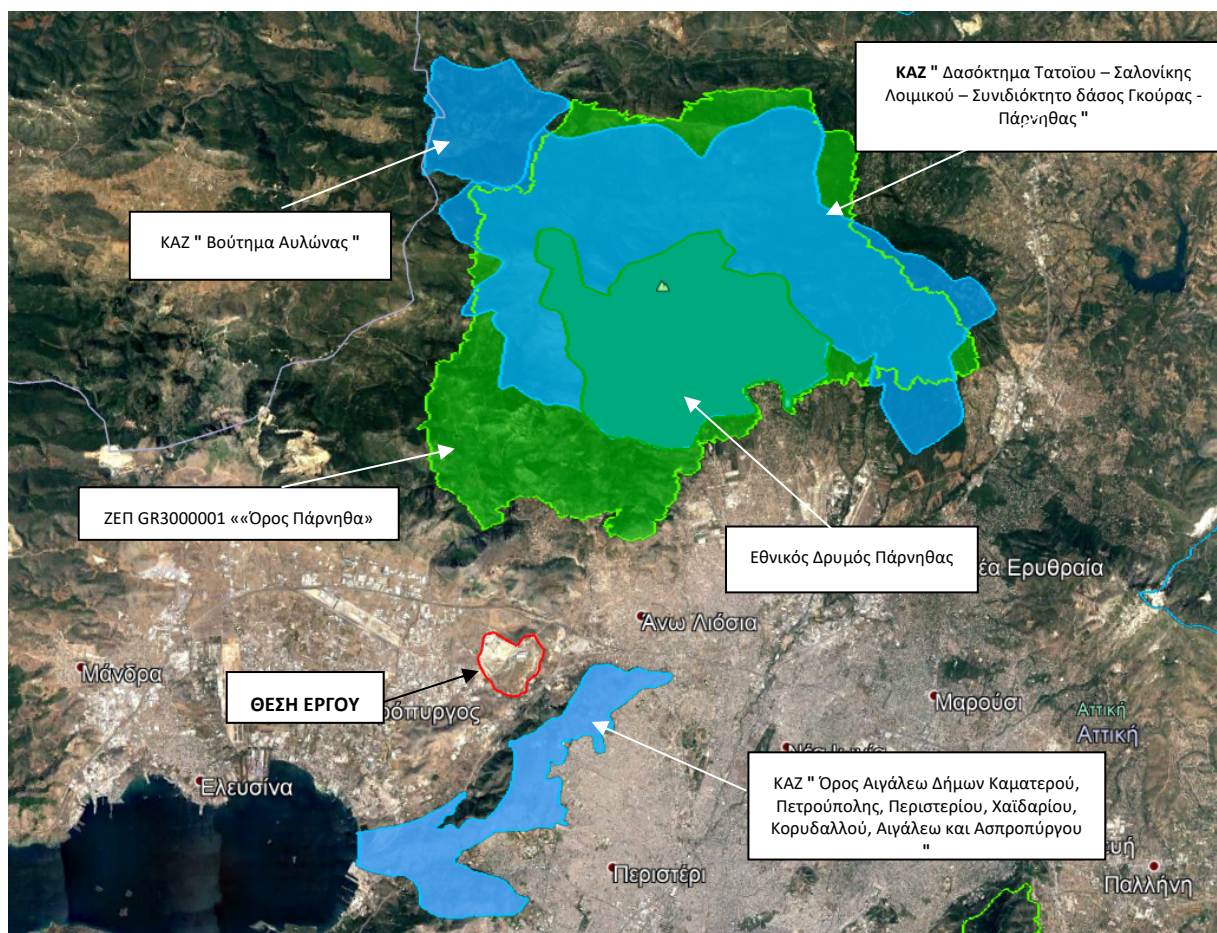 ΚΑΖ " Δασόκτημα Τατοϊου – Σαλονίκης
Λοιμικού – Συνιδιόκτητο δάσος Γκούρας -
Πάρνηθας "
ΚΑΖ " Βούτημα Αυλώνας "
ΖΕΠ GR3000001 ««Όρος Πάρνηθα»
Εθνικός Δρυμός Πάρνηθας
έα Ερυθραία
Άνω Λιόσια
Μάνδρα
ΘΕΣΗ ΕΡΓΟΥ
ρόπυργος
Μαρούσι
Αττική
Αττική
Ελευσίνα
ΚΑΖ " Όρος Αιγάλεω Δήμων Καματερού,
Πετρούπολης, Περιστερίου, Χαϊδαρίου,
Κορυδαλλού, Αιγάλεω και Ασπροπύργου
"
Περιστέρι
Παλλήνη